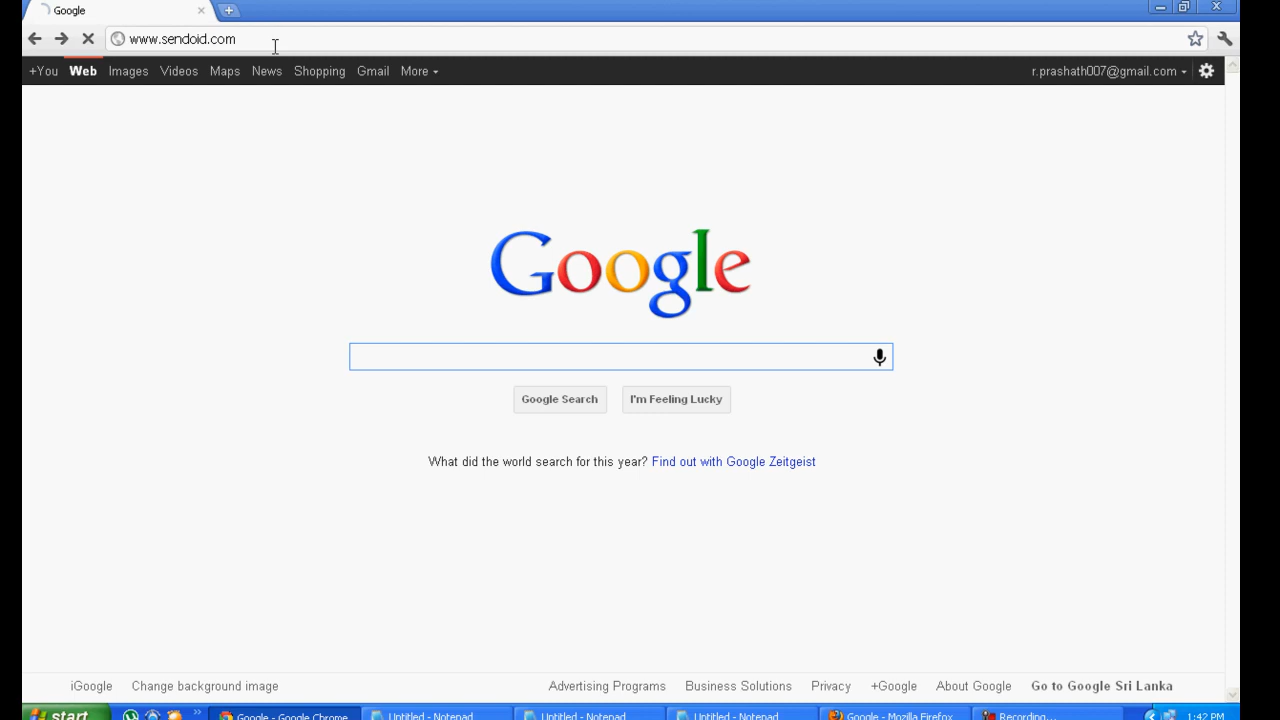 Google
www.sendoid.com
+You Web Images Videos Maps News Shopping Gmail More r.prashath007@gmail.com
Google
Google Search I'm Feeling Lucky
What did the world search for this year? Find out with Google Zeitgeist
iGoogle Change background image Advertising Programs Business Solutions Privacy +Google About Google Go to Google Sri Lanka
start Google - Google Chrome Untitled - Notepad Untitled - Notepad Untitled - Notepad Google - Mozilla Firefox Recording... 1:42 PM